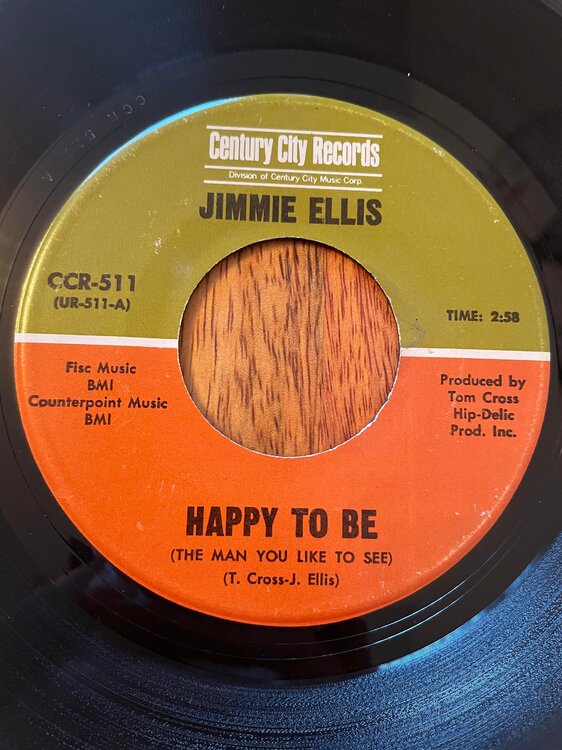 Century City Records
Division of Century City Music Corp.
JIMMIE ELLIS
CCR-511
(UR-511-A)
TIME: 2:58
Fisc Music
BMI
Counterpoint Music
BMI
Produced by
Tom Cross
Hip-Delic
Prod. Inc.
HAPPY TO BE
(THE MAN YOU LIKE TO SEE)
(T. Cross-J. Ellis)